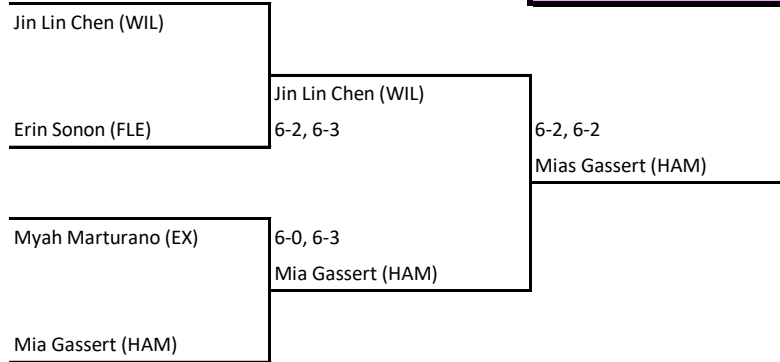 Jin Lin Chen (WIL)
Jin Lin Chen (WIL)
Erin Sonon (FLE)
6-2, 6-3
6-2, 6-2
Mias Gassert (HAM)
Myah Marturano (EX)
6-0, 6-3
Mia Gassert (HAM)
Mia Gassert (HAM)